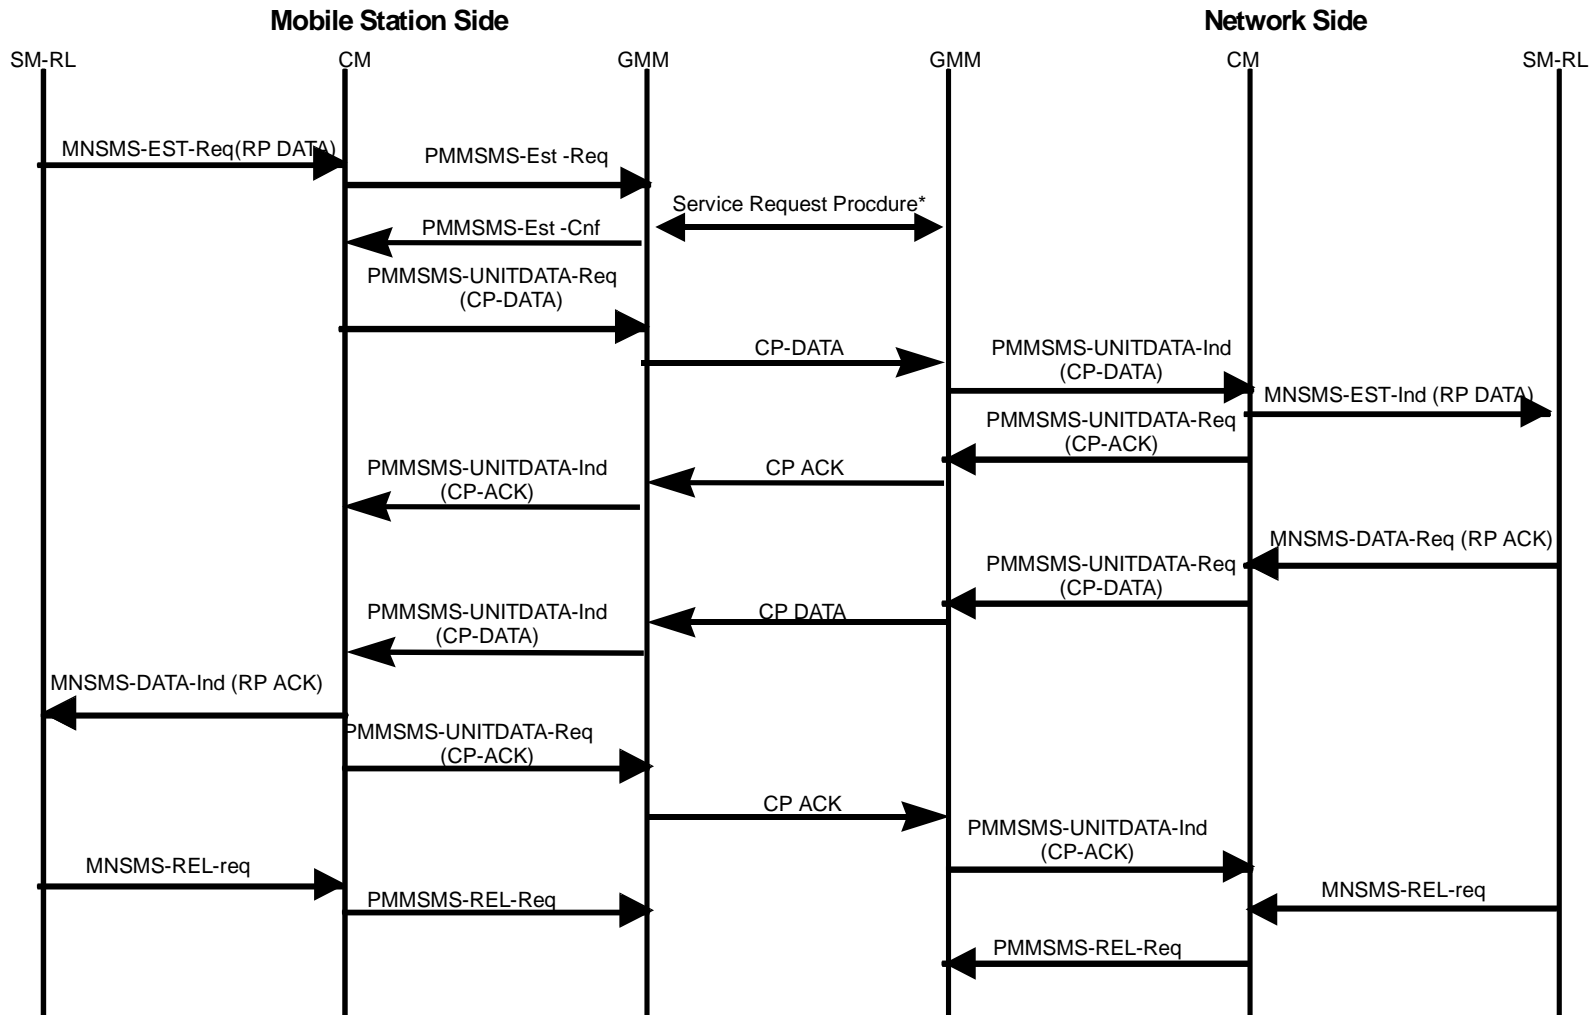 Mobile Station Side
Network Side
SM-RL
CM
GMM
GMM
CM
SM-RL
MNSMS-EST-Req(RP DATA)
PMMSMS-Est -Req
Service Request Procdure*
PMMSMS-Est -Cnf
PMMSMS-UNITDATA-Req
(CP-DATA)
CP-DATA
PMMSMS-UNITDATA-Ind
(CP-DATA)
MNSMS-EST-Ind (RP DATA)
PMMSMS-UNITDATA-Req
(CP-ACK)
CP ACK
PMMSMS-UNITDATA-Ind
(CP-ACK)
MNSMS-DATA-Req (RP ACK)
PMMSMS-UNITDATA-Req
(CP-DATA)
CP DATA
PMMSMS-UNITDATA-Ind
(CP-DATA)
MNSMS-DATA-Ind (RP ACK)
PMMSMS-UNITDATA-Req
(CP-ACK)
CP ACK
PMMSMS-UNITDATA-Ind
(CP-ACK)
MNSMS-REL-req
PMMSMS-REL-Req
MNSMS-REL-req
PMMSMS-REL-Req